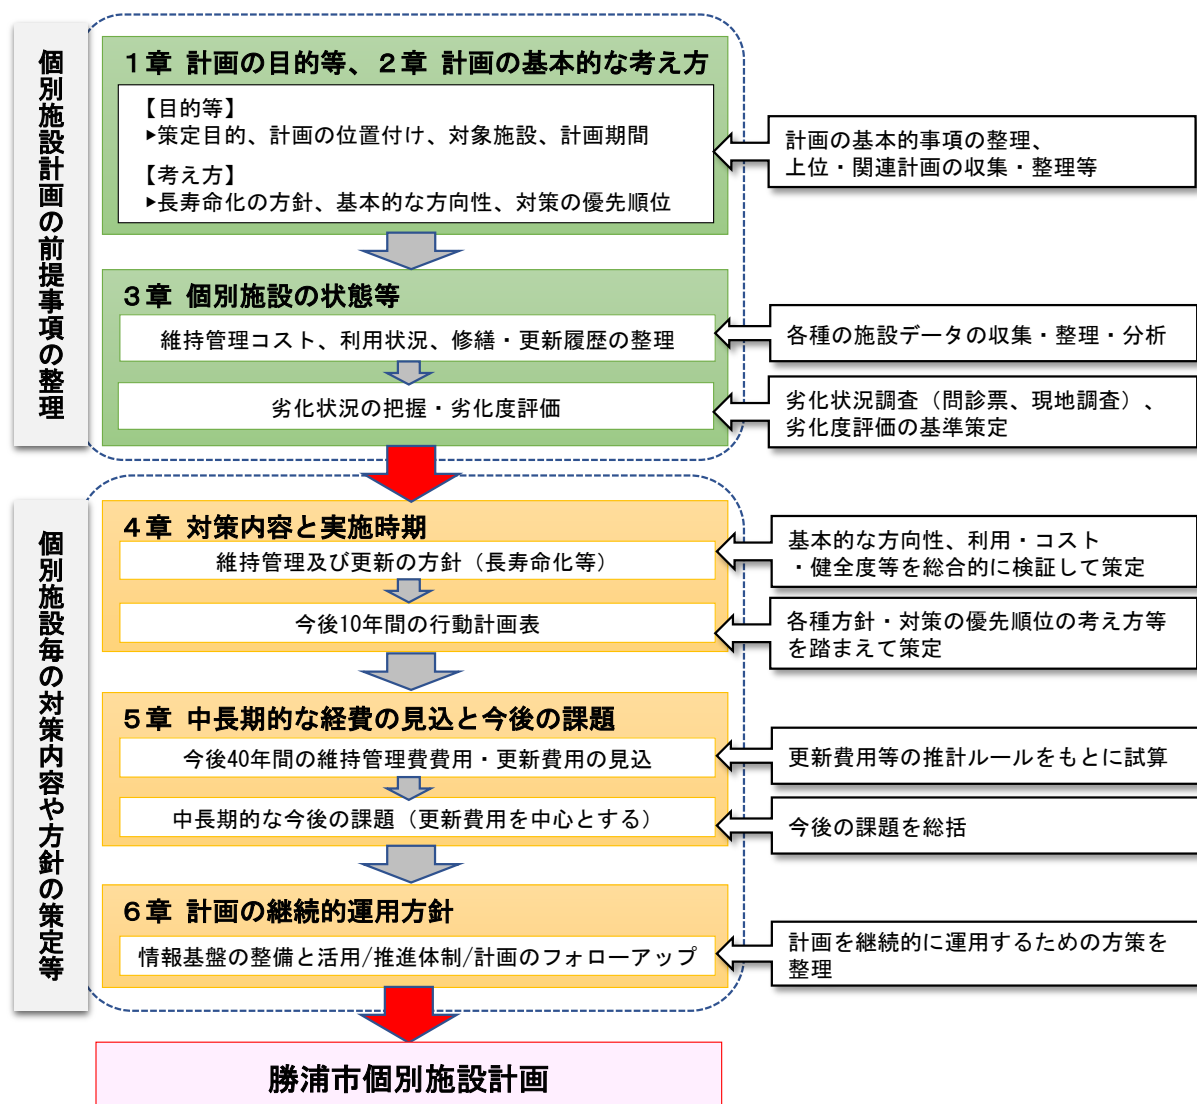 個別施設計画の前提事項の整理
１章 計画の目的等、２章 計画の基本的な考え方
【目的等】
▶策定目的、計画の位置付け、対象施設、計画期間
【考え方】
▶長寿命化の方針、基本的な方向性、対策の優先順位
計画の基本的事項の整理、
上位・関連計画の収集・整理等
３章 個別施設の状態等
維持管理コスト、利用状況、修繕・更新履歴の整理
各種の施設データの収集・整理・分析
劣化状況の把握・劣化度評価
劣化状況調査（問診票、現地調査）、
劣化度評価の基準策定
個別施設毎の対策内容や方針の策定等
４章 対策内容と実施時期
維持管理及び更新の方針（長寿命化等）
基本的な方向性、利用・コスト
・健全度等を総合的に検証して策定
今後10年間の行動計画表
各種方針・対策の優先順位の考え方等
を踏まえて策定
５章 中長期的な経費の見込と今後の課題
今後40年間の維持管理費費用・更新費用の見込
更新費用等の推計ルールをもとに試算
中長期的な今後の課題（更新費用を中心とする）
今後の課題を総括
６章 計画の継続的運用方針
情報基盤の整備と活用/推進体制/計画のフォローアップ
計画を継続的に運用するための方策を
整理
勝浦市個別施設計画